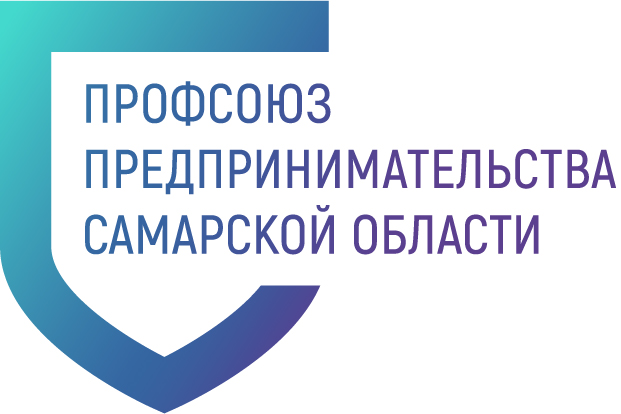 ПРОФСОЮЗ
ПРЕДПРИНИМАТЕЛЬСТВА
САМАРСКОЙ ОБЛАСТИ